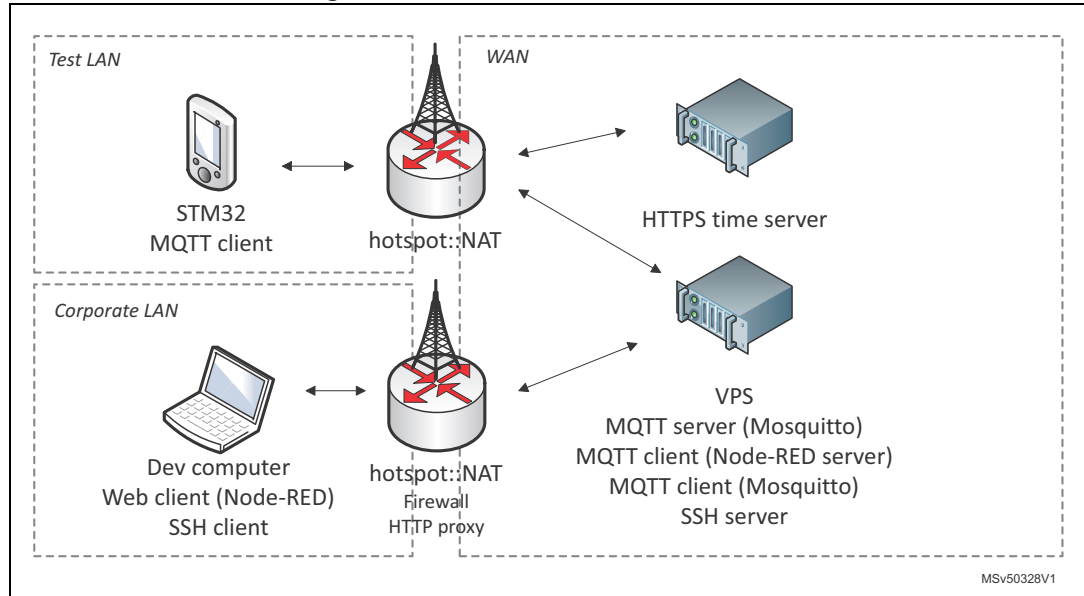 Test LAN
WAN
STM32
MQTT client
hotspot::NAT
HTTPS time server
Corporate LAN
Dev computer
Web client (Node-RED)
SSH client
hotspot::NAT
Firewall
HTTP proxy
VPS
MQTT server (Mosquitto)
MQTT client (Node-RED server)
MQTT client (Mosquitto)
SSH server
MSv50328V1